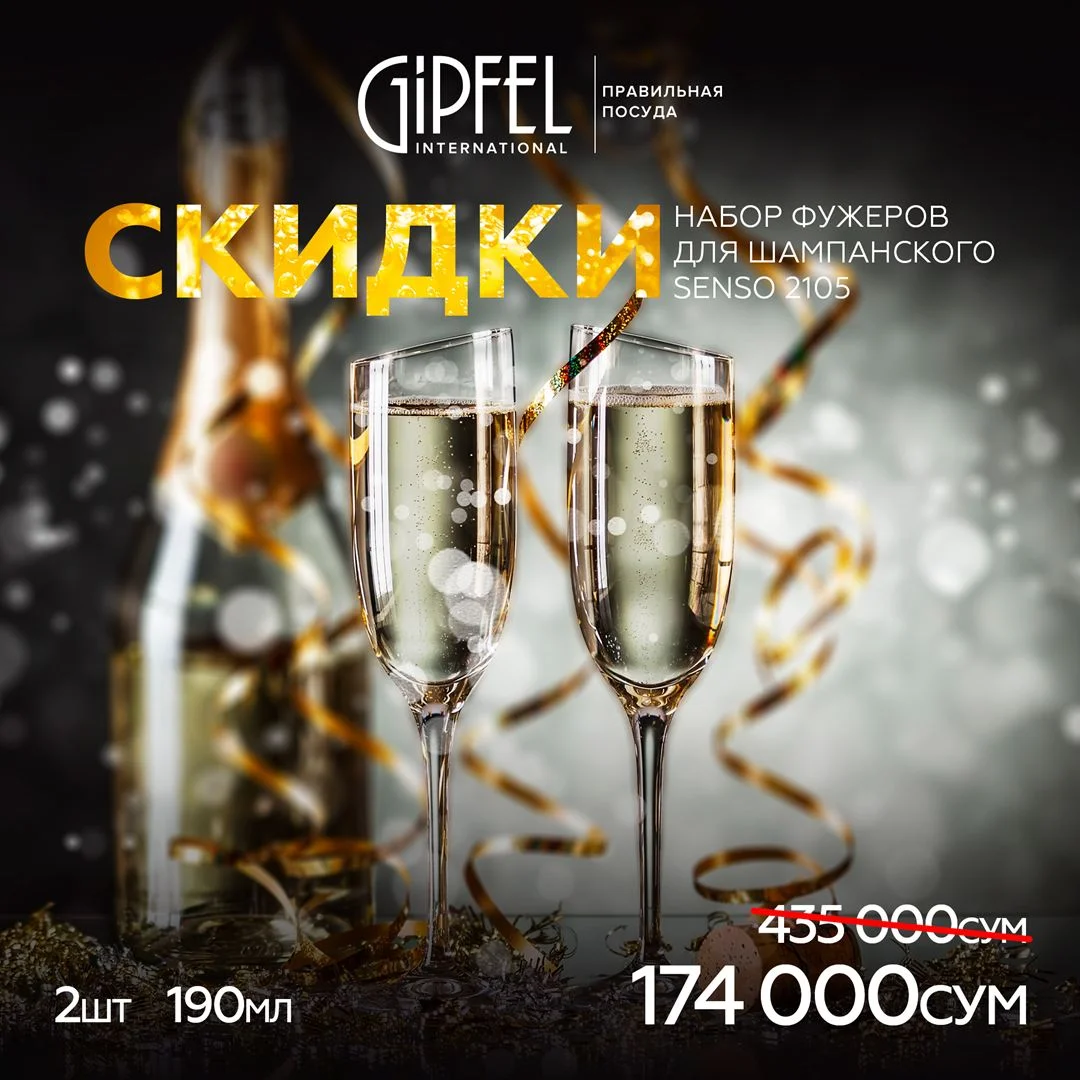 GiPFEL
INTERNATIONAL
ПРАВИЛЬНАЯ
ПОСУДА
СКИДКИ
НАБОР ФУЖЕРОВ
ДЛЯ ШАМПАНСКОГО
SENSO 2105
435 000СУМ
174 000СУМ
2ШТ 190МЛ